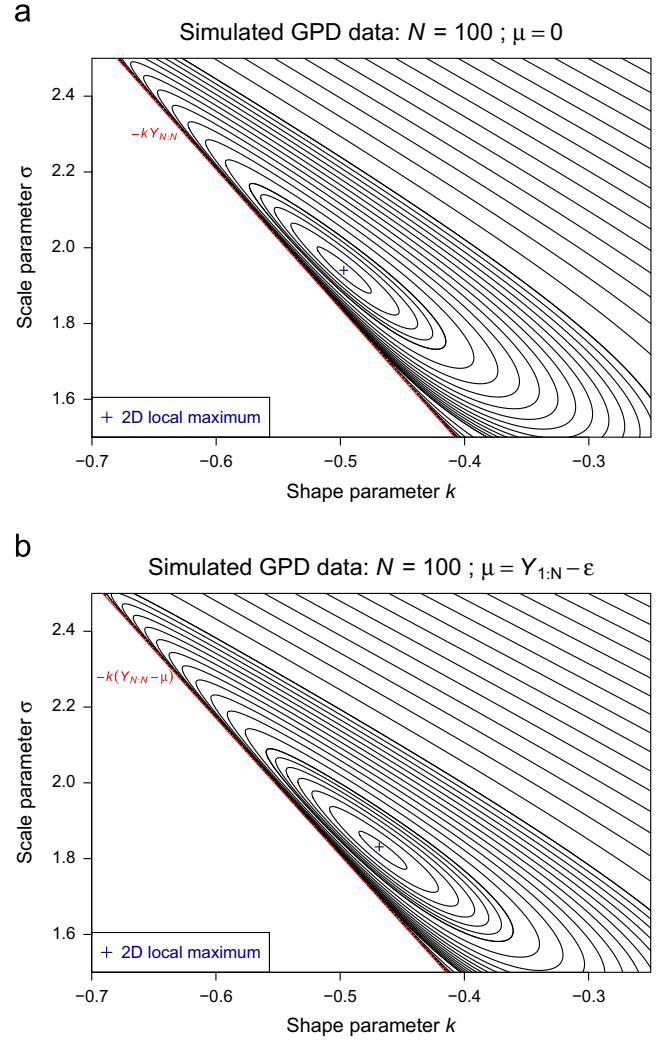 a
Simulated GPD data: N = 100 ; μ = 0
Scale parameter σ
2.4
2.2
2.0
1.8
1.6
−kY_{N:N}
+ 2D local maximum
−0.7 −0.6 −0.5 −0.4 −0.3
Shape parameter k
b
Simulated GPD data: N = 100 ; μ = Y_{1:N} − ε
Scale parameter σ
2.4
2.2
2.0
1.8
1.6
−k(Y_{N:N} − μ)
+ 2D local maximum
−0.7 −0.6 −0.5 −0.4 −0.3
Shape parameter k